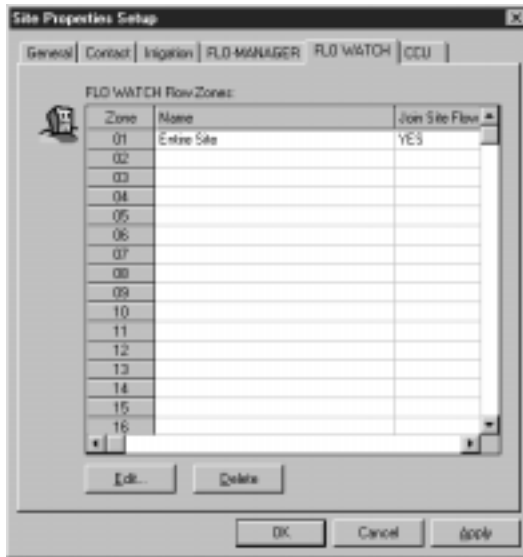 Site Properties Setup
General Contact Irrigation FLO-MANAGER FLO WATCH CCU
FLO WATCH Flow Zones:
Zone Name Join Site Flow
01 Entire Site YES
02
03
04
05
06
07
08
09
10
11
12
13
14
15
16
Edit... Delete
OK Cancel Apply